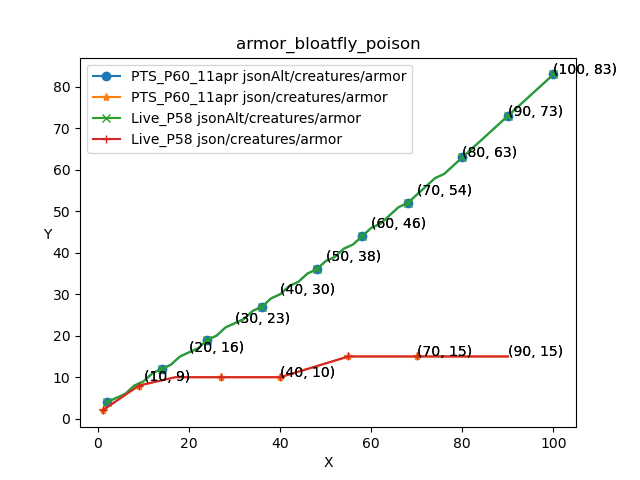 armor_bloatfly_poison
PTS_P60_11apr jsonAlt/creatures/armor
PTS_P60_11apr json/creatures/armor
Live_P58 jsonAlt/creatures/armor
Live_P58 json/creatures/armor
(100, 83)
(90, 73)
(80, 63)
(70, 54)
(60, 46)
(50, 38)
(40, 30)
(30, 23)
(20, 16)
(10, 9)
(40, 10)
(70, 15)
(90, 15)
80
70
60
50
40
30
20
10
0
Y
0 20 40 60 80 100
X